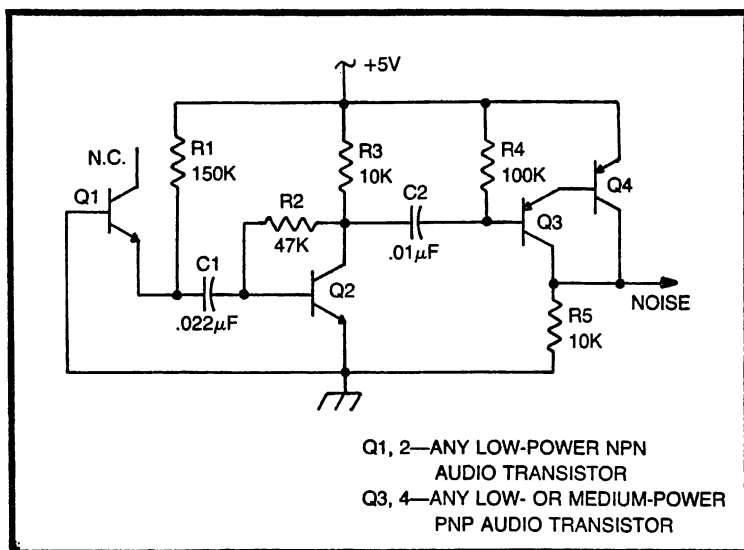 +5V
N.C.
R1
150K
R3
10K
R4
100K
Q1
R2
47K
C2
.01µF
Q3
Q4
C1
.022µF
Q2
NOISE
R5
10K
Q1, 2—ANY LOW-POWER NPN
AUDIO TRANSISTOR
Q3, 4—ANY LOW- OR MEDIUM-POWER
PNP AUDIO TRANSISTOR